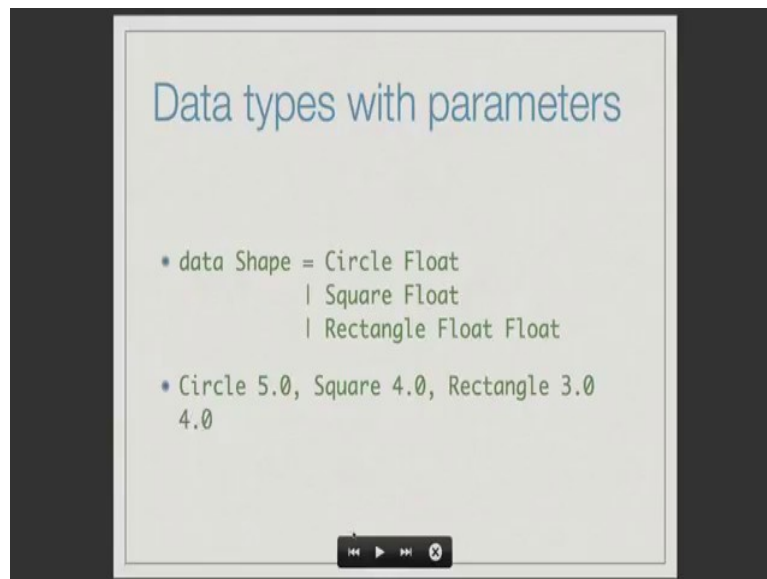 Data types with parameters
• data Shape = Circle Float
| Square Float
| Rectangle Float Float
• Circle 5.0, Square 4.0, Rectangle 3.0
4.0